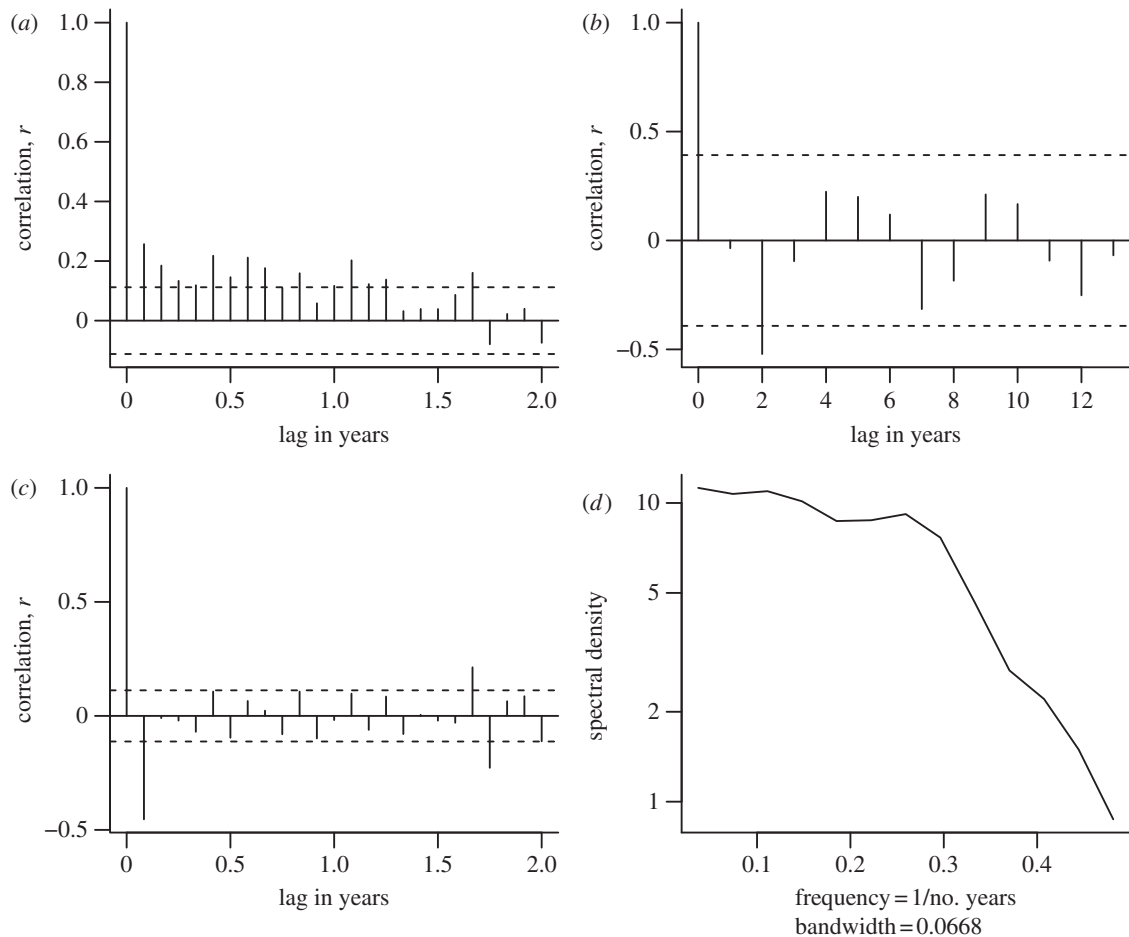 (a)
1.0
0.8
0.6
0.4
0.2
0
correlation, r
0 0.5 1.0 1.5 2.0
lag in years
(b)
1.0
0.5
0
−0.5
correlation, r
0 2 4 6 8 10 12
lag in years
(c)
1.0
0.5
0
−0.5
correlation, r
0 0.5 1.0 1.5 2.0
lag in years
(d)
10
5
2
1
spectral density
0.1 0.2 0.3 0.4
frequency = 1/no. years
bandwidth = 0.0668